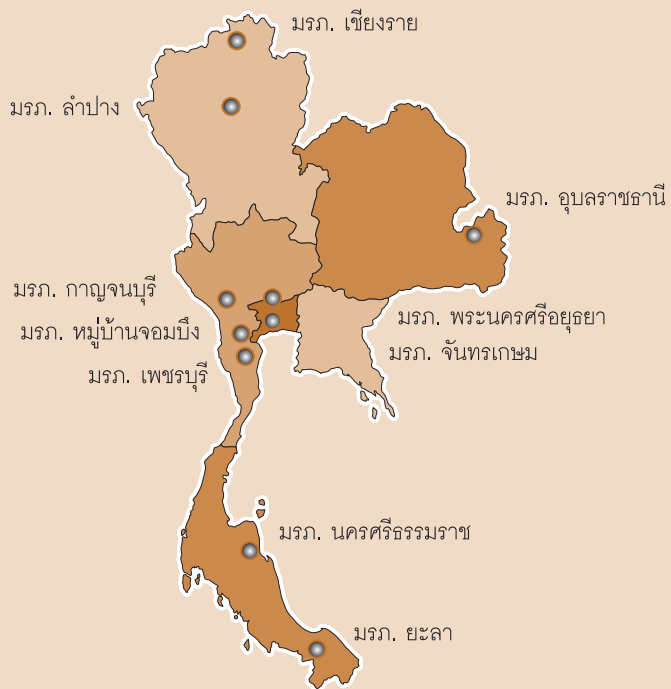 มรภ. เชียงราย
มรภ. ลำปาง
มรภ. อุบลราชธานี
มรภ. กาญจนบุรี
มรภ. พระนครศรีอยุธยา
มรภ. หมู่บ้านจอมบึง
มรภ. จันทรเกษม
มรภ. เพชรบุรี
มรภ. นครศรีธรรมราช
มรภ. ยะลา